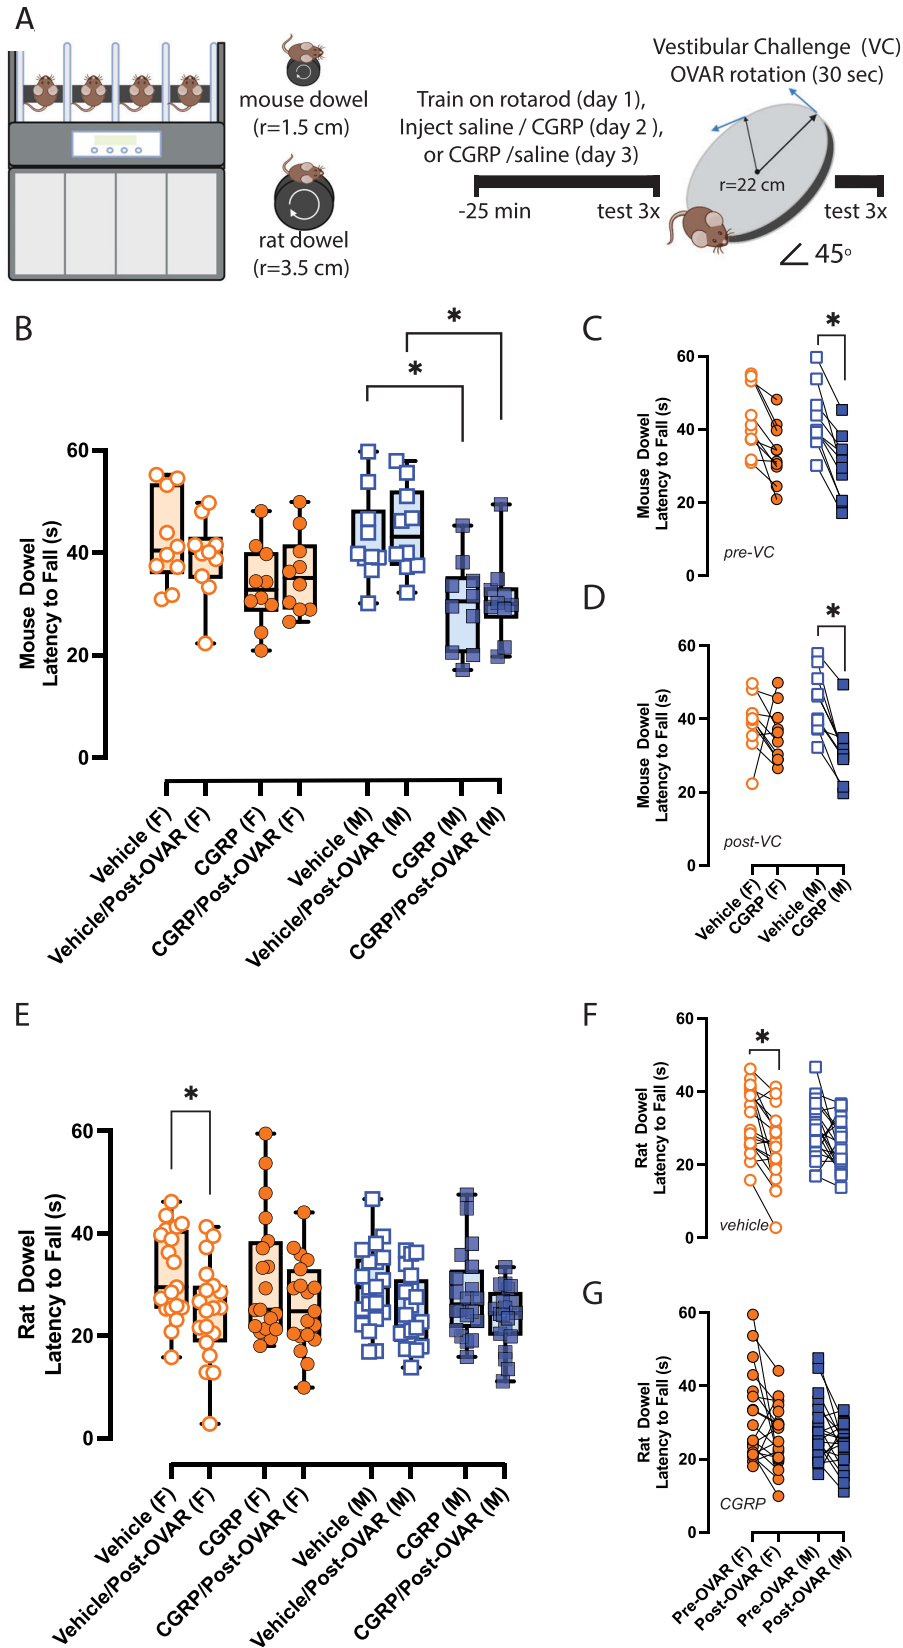 A
mouse dowel
(r=1.5 cm)
rat dowel
(r=3.5 cm)
Train on rotarod (day 1),
Inject saline / CGRP (day 2 ),
or CGRP /saline (day 3)
-25 min
test 3x
Vestibular Challenge (VC)
OVAR rotation (30 sec)
r=22 cm
45°
test 3x
B
*
*
Mouse Dowel
Latency to Fall (s)
60
40
20
0
Vehicle (F)
Vehicle/Post-OVAR (F)
CGRP (F)
CGRP/Post-OVAR (F)
Vehicle (M)
Vehicle/Post-OVAR (M)
CGRP (M)
CGRP/Post-OVAR (M)
C
*
Mouse Dowel
Latency to Fall (s)
60
40
20
0
pre-VC
D
*
Mouse Dowel
Latency to Fall (s)
60
40
20
0
post-VC
Vehicle (F)
CGRP (F)
Vehicle (M)
CGRP (M)
E
*
Rat Dowel
Latency to Fall (s)
60
40
20
0
Vehicle (F)
Vehicle/Post-OVAR (F)
CGRP (F)
CGRP/Post-OVAR (F)
Vehicle (M)
Vehicle/Post-OVAR (M)
CGRP (M)
CGRP/Post-OVAR (M)
F
*
Rat Dowel
Latency to Fall (s)
60
40
20
0
vehicle
G
Rat Dowel
Latency to Fall (s)
60
40
20
0
CGRP
Pre-OVAR (F)
Post-OVAR (F)
Pre-OVAR (M)
Post-OVAR (M)